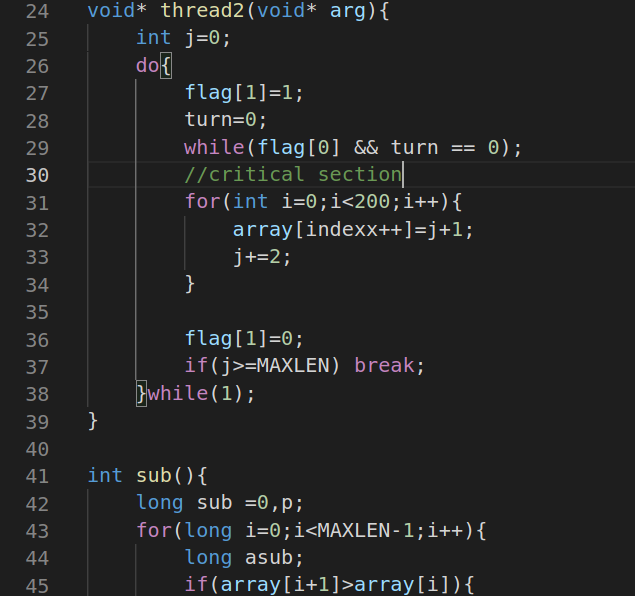 24 void* thread2(void* arg){
25 int j=0;
26 do{
27 flag[1]=1;
28 turn=0;
29 while(flag[0] && turn == 0);
30 //critical section
31 for(int i=0;i<200;i++){
32 array[indexx++]=j+1;
33 j+=2;
34 }
35
36 flag[1]=0;
37 if(j>=MAXLEN) break;
38 }while(1);
39 }
40
41 int sub(){
42 long sub =0,p;
43 for(long i=0;i<MAXLEN-1;i++){
44 long asub;
45 if(array[i+1]>array[i]){